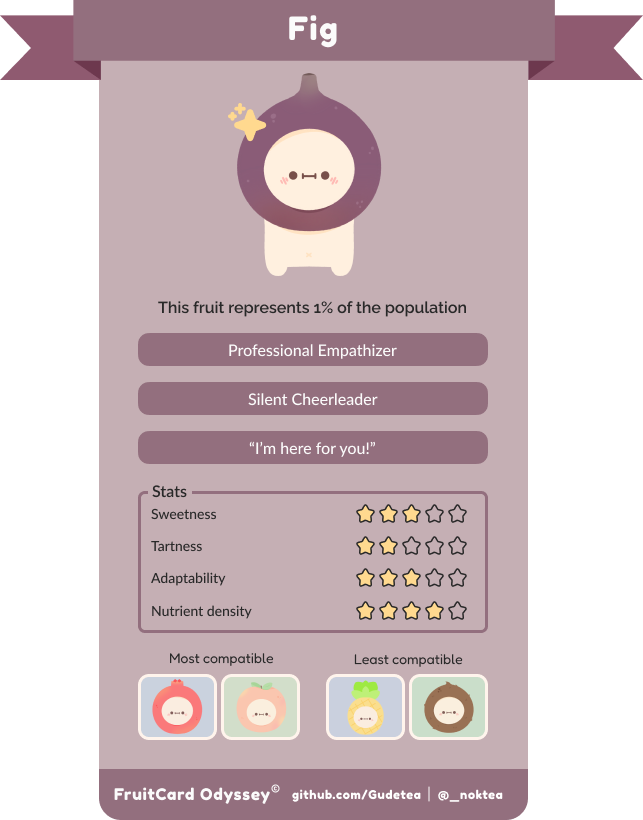 Fig
This fruit represents 1% of the population
Professional Empathizer
Silent Cheerleader
“I’m here for you!”
Stats
Sweetness
Tartness
Adaptability
Nutrient density
Most compatible
Least compatible
FruitCard Odyssey© github.com/Gudetea | @__noktea